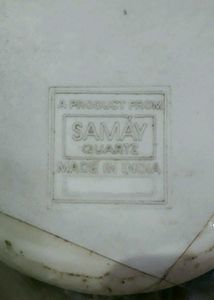 A PRODUCT FROM
SAMAY
QUARTZ
MADE IN INDIA